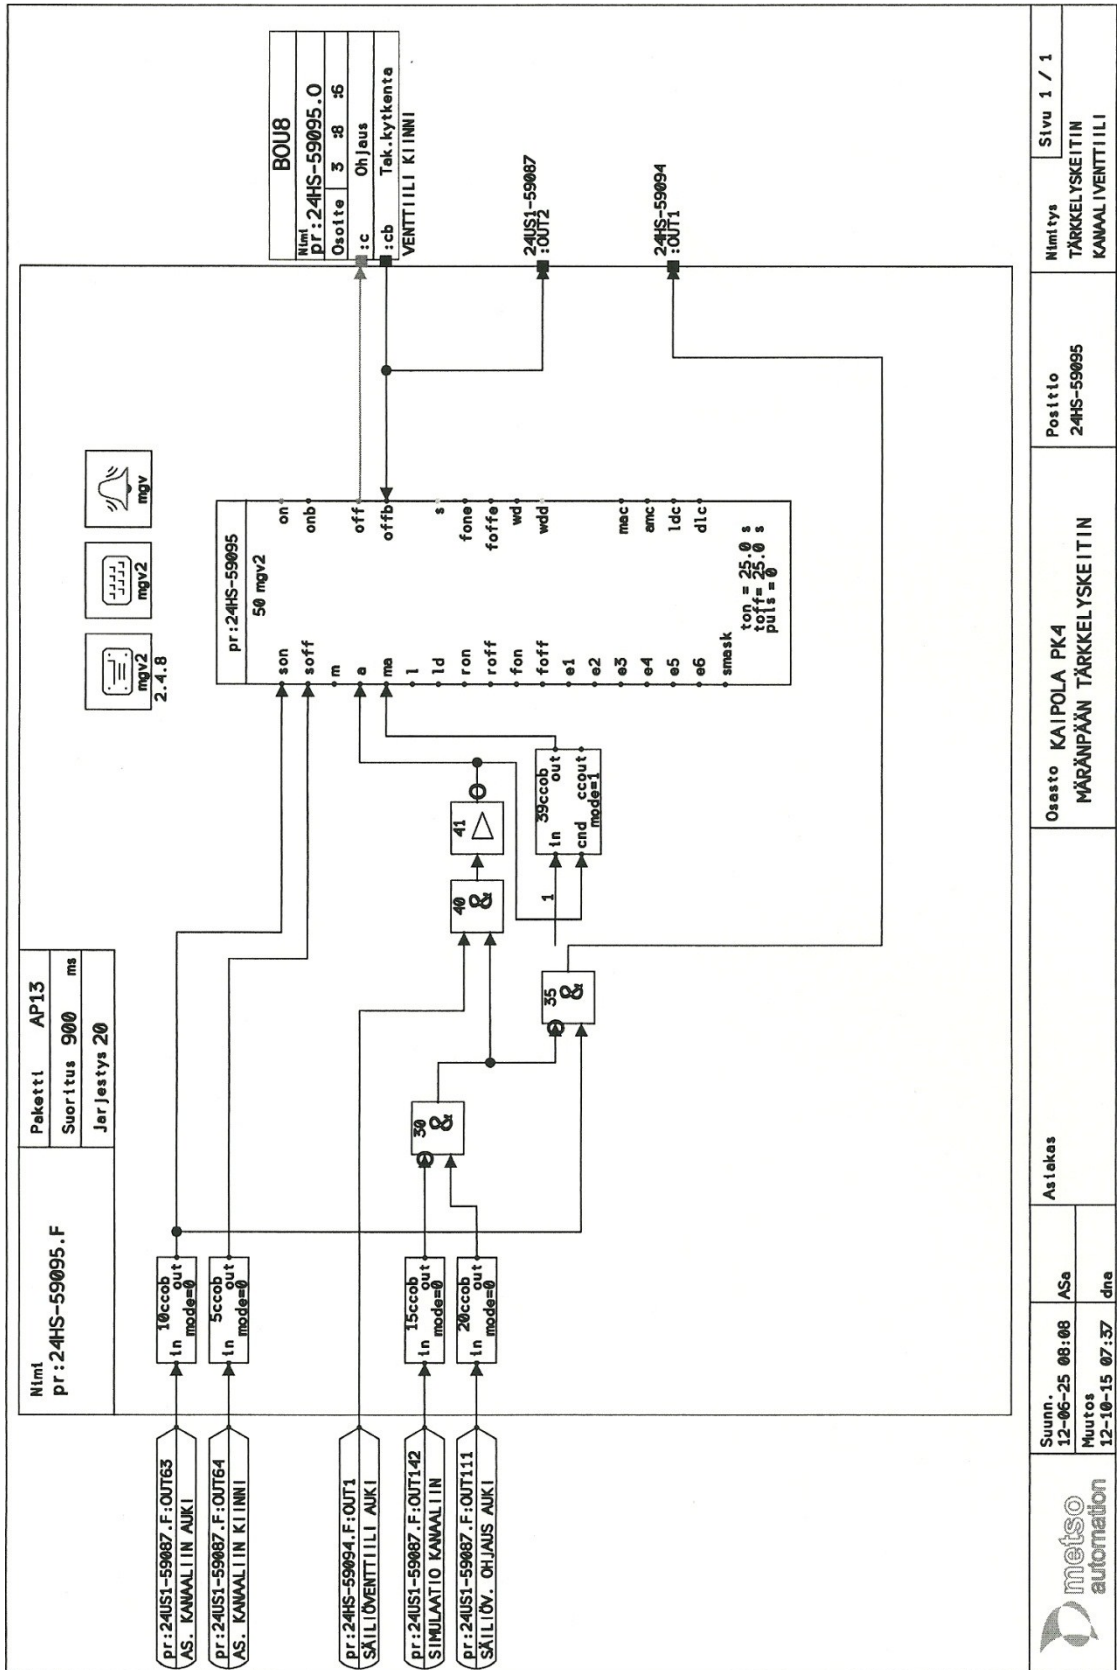 Nimi
pr:24HS-59095.F
Paketti AP13
Suoritus 900 ms
Jarjestys 20
mgv2
2.4.8
mgv2
mgv
BOU8
Nimi
pr:24HS-59095.O
Osoite 3 :8 :6
:c Ohjaus
:cb Tak.kytkenta
VENTTIILI KIINNI
pr:24US1-59087.F:OUT63
AS. KANAALIIN AUKI
pr:24US1-59087.F:OUT64
AS. KANAALIIN KIINNI
pr:24HS-59094.F:OUT1
SÄILIÖVENTTIILI AUKI
pr:24US1-59087.F:OUT142
SIMULAATIO KANAALIIN
pr:24US1-59087.F:OUT111
SÄILIÖV. OHJAUS AUKI
10ccob
in out
mode=0
5ccob
in out
mode=0
15ccob
in out
mode=0
20ccob
in out
mode=0
30
&
35
&
40
&
41
1
39ccob
in out
cnd ccout
mode=1
pr:24HS-59095
50 mgv2
son
soff
m
a
ma
l
ld
ron
roff
fon
foff
e1
e2
e3
e4
e5
e6
smask
on
onb
off
offb
s
fone
foffe
wd
wdd
mac
amc
ldc
dlc
ton = 25.0 s
toff= 25.0 s
puls = 0
24US1-59087
:OUT2
24HS-59094
:OUT1
metso
automation
Suunn.
12-06-25 08:08 ASa
Muutos
12-10-15 07:37 dna
Asiakas
Osasto KAIPOLA PK4
MÄRÄNPÄÄN TÄRKKELYSKEITIN
Positio
24HS-59095
Nimitys
TÄRKKELYSKEITIN
KANAALIVENTTIILI
Sivu 1 / 1